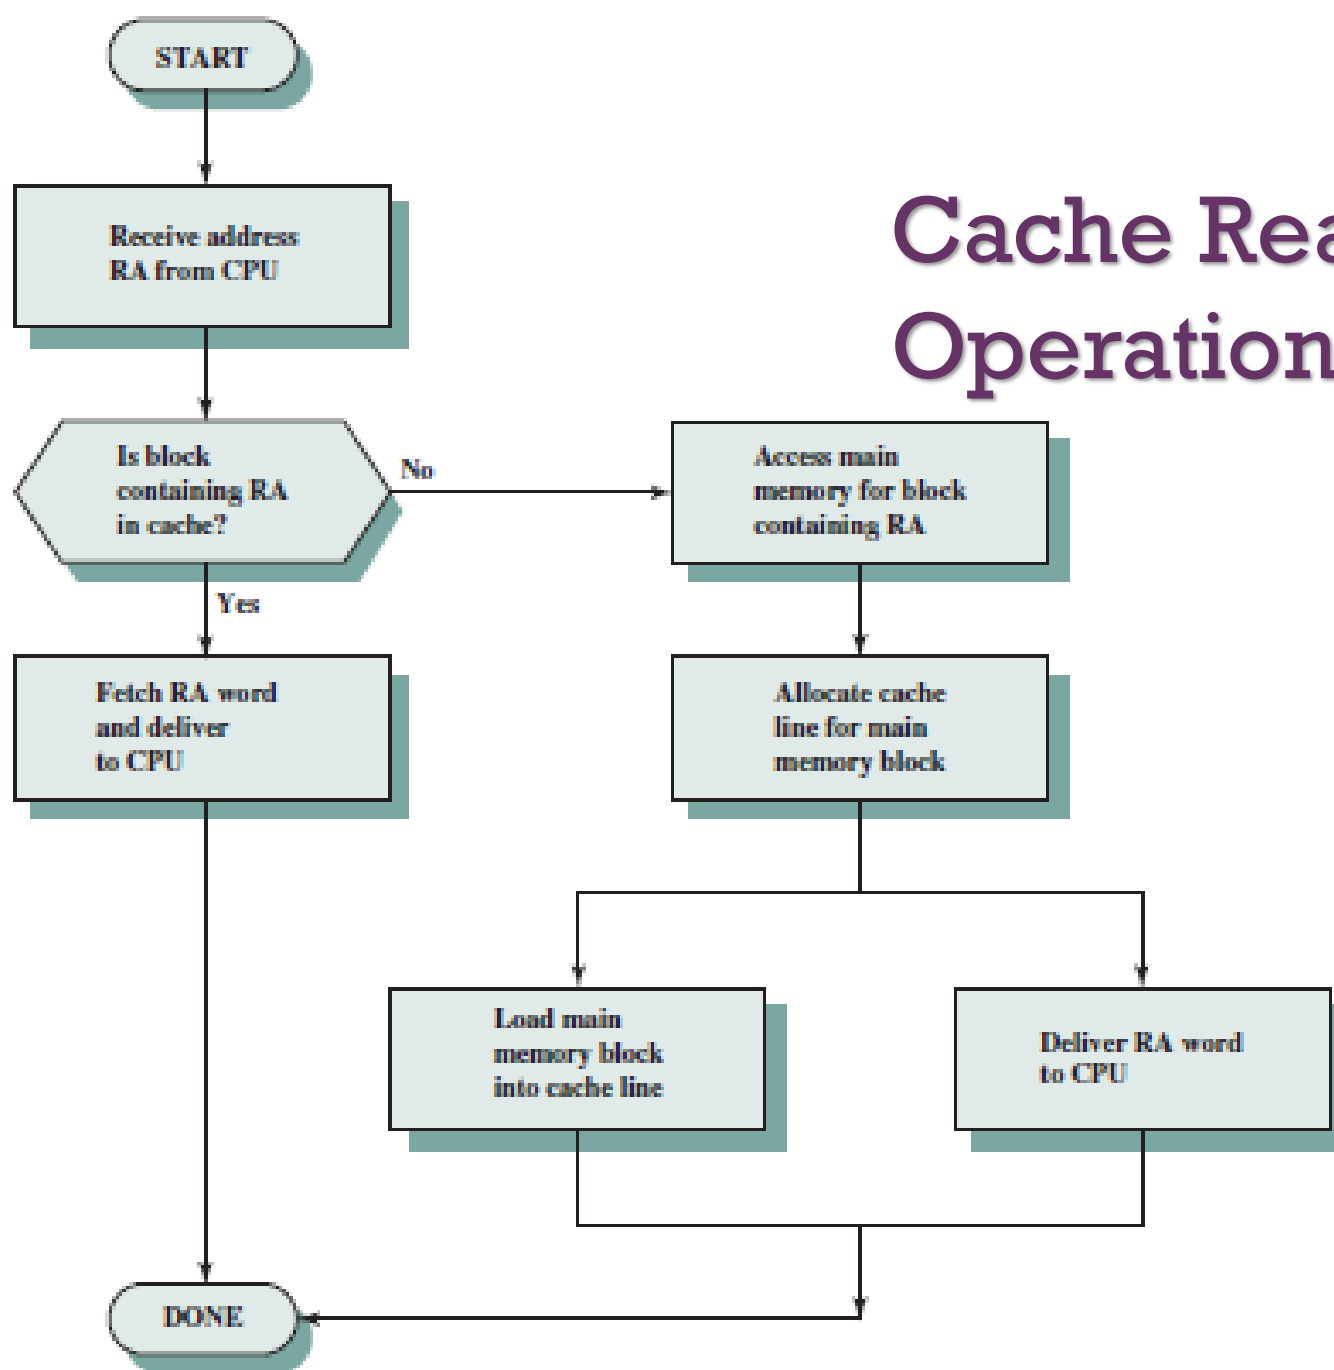 START
Receive address
RA from CPU
Cache Rea
Operation
Is block
containing RA
in cache?
No
Access main
memory for block
containing RA
Yes
Fetch RA word
and deliver
to CPU
Allocate cache
line for main
memory block
Load main
memory block
into cache line
Deliver RA word
to CPU
DONE